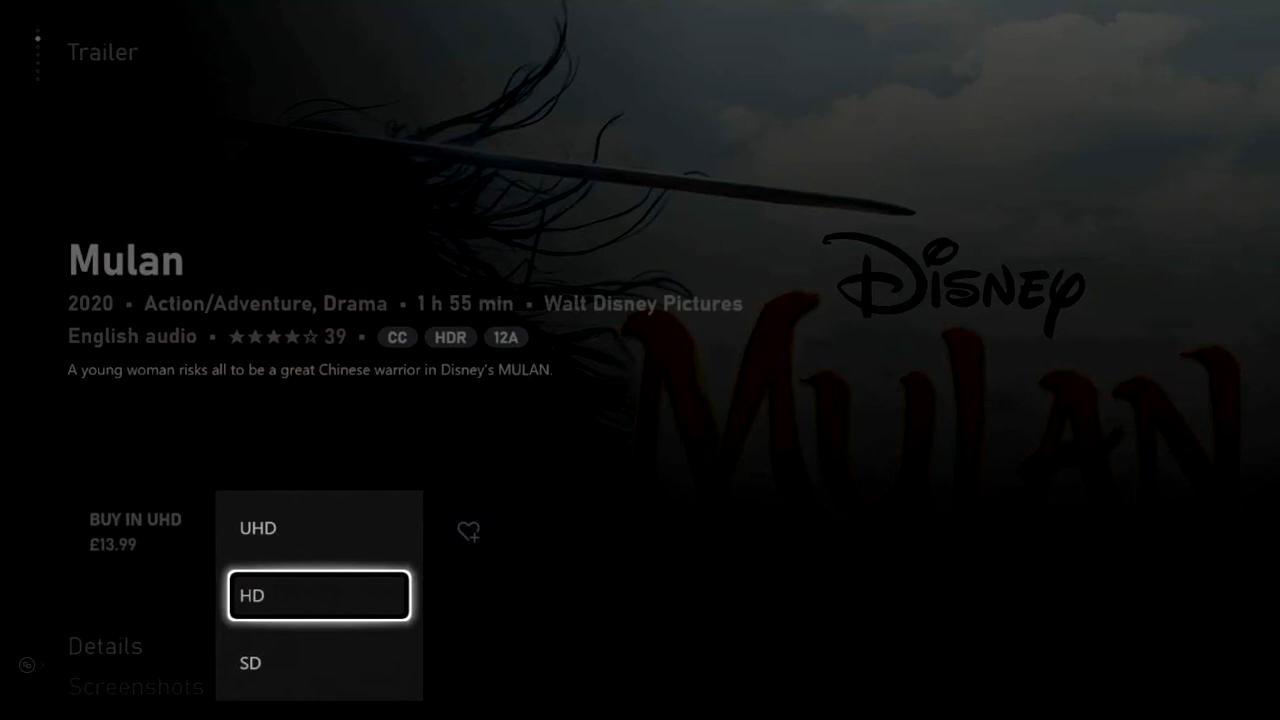 Trailer
Mulan
2020 • Action/Adventure, Drama • 1 h 55 min • Walt Disney Pictures
English audio • ★★★★☆ 39 • CC HDR 12A
A young woman risks all to be a great Chinese warrior in Disney's MULAN.
DISNEY
MULAN
BUY IN UHD
£13.99
UHD
HD
SD
Details
Screenshots